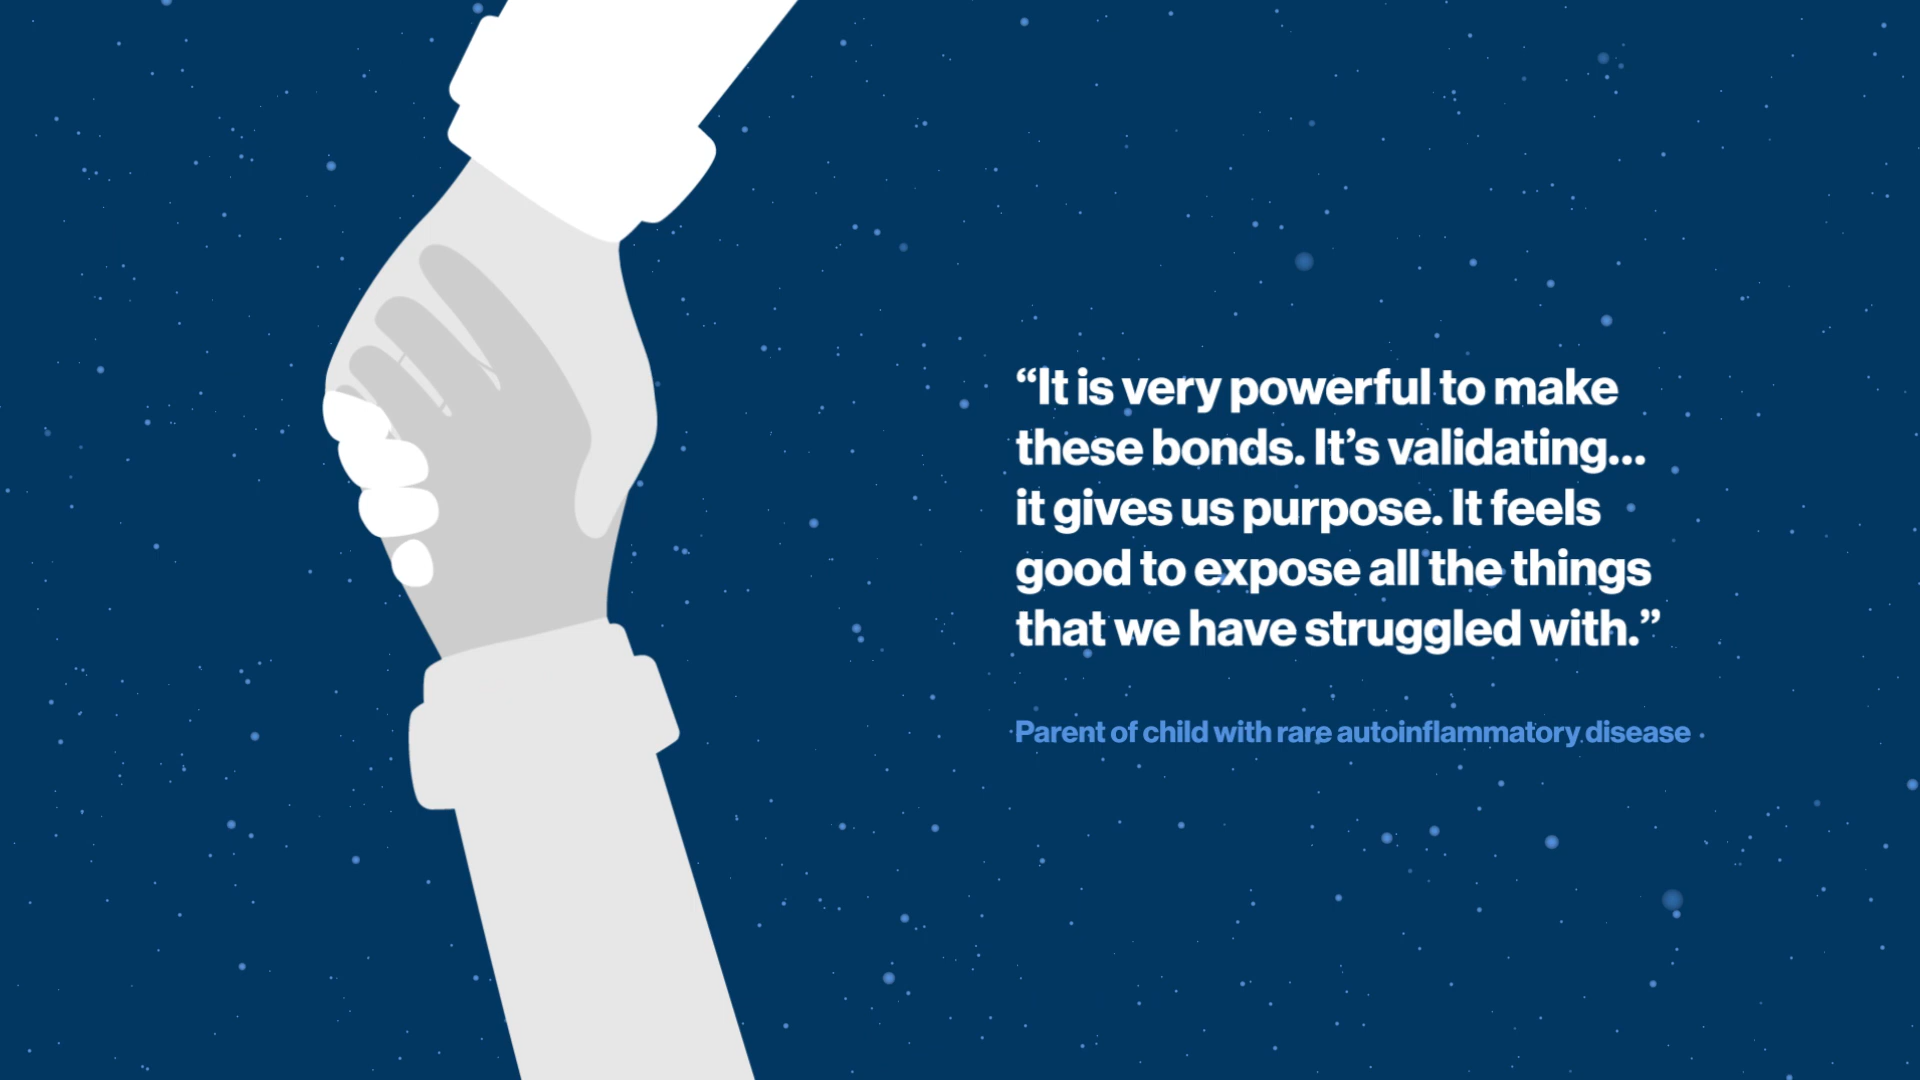 “It is very powerful to make
these bonds. It’s validating...
it gives us purpose. It feels
good to expose all the things
that we have struggled with.”
Parent of child with rare autoinflammatory disease